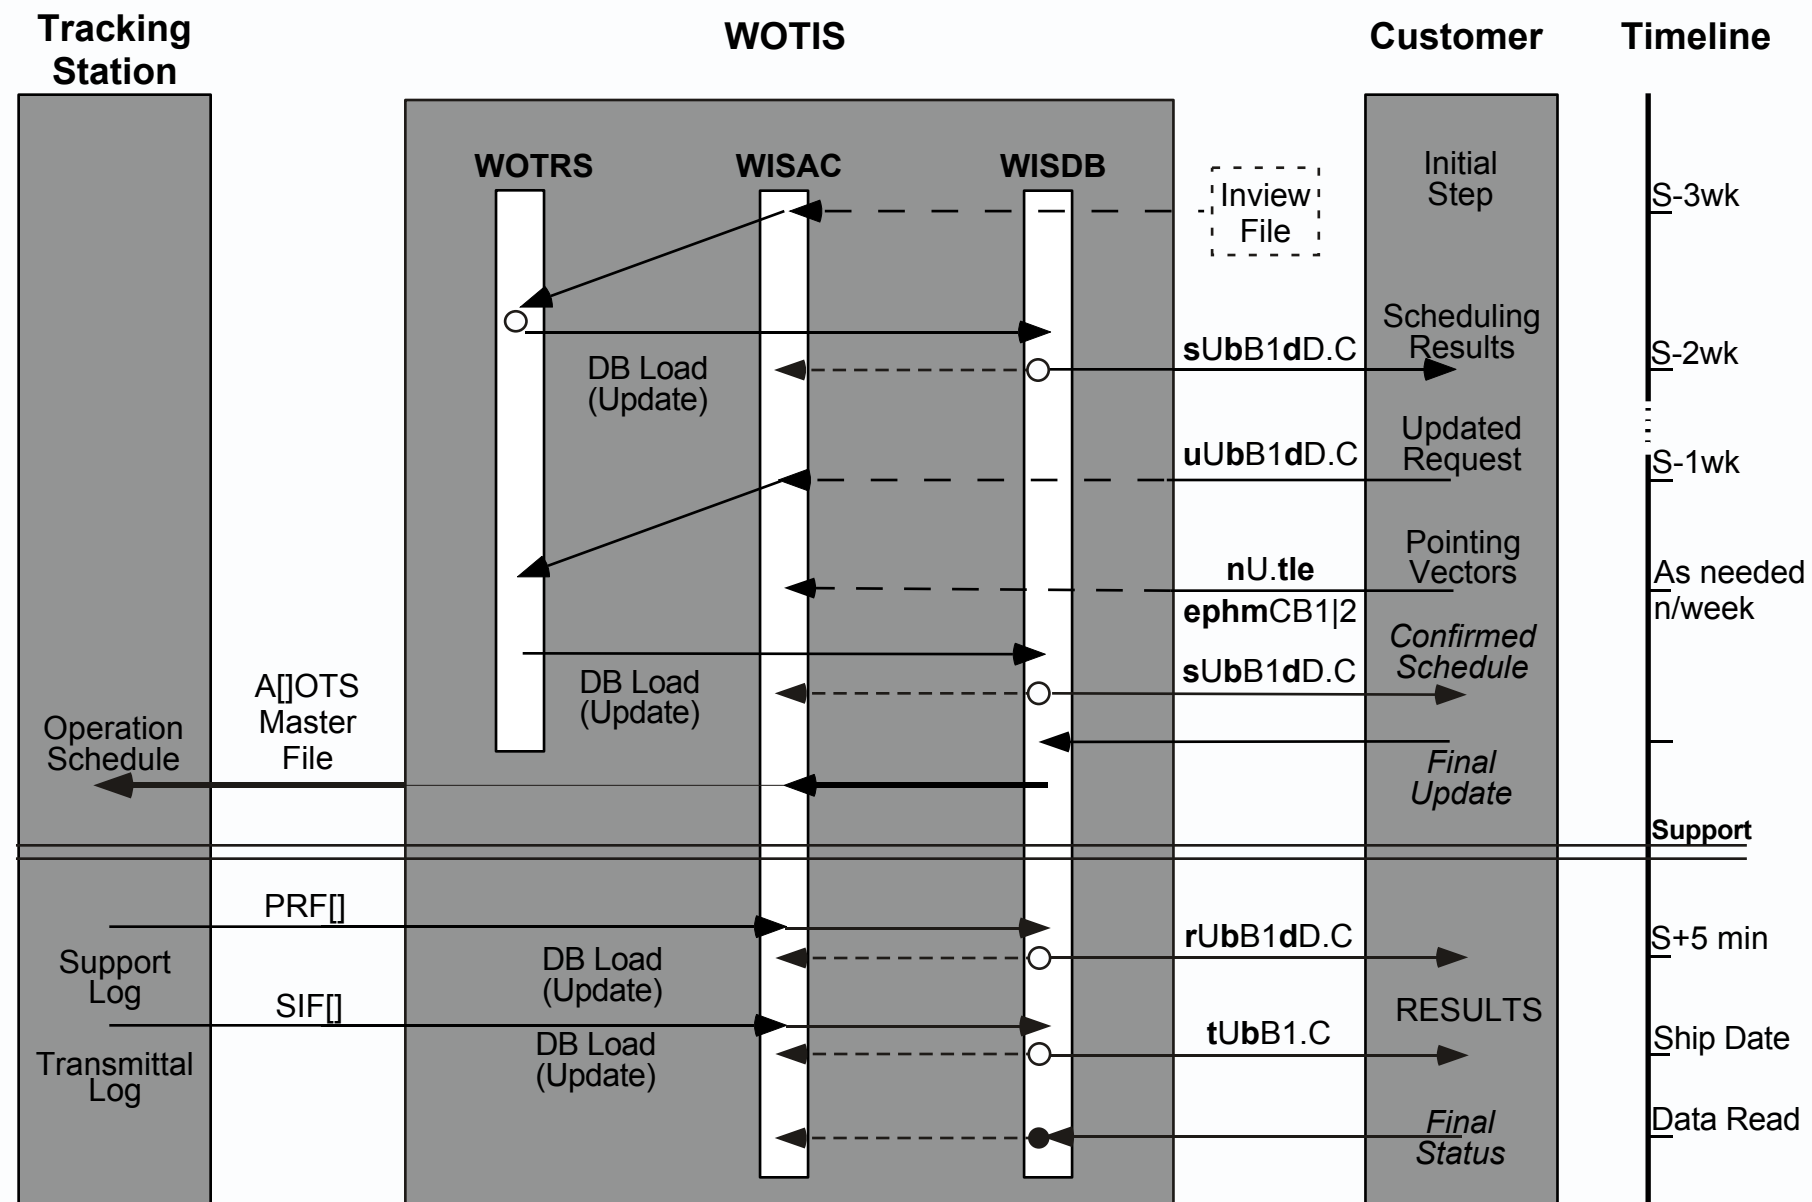 Tracking
Station
WOTIS
Customer
Timeline
WOTRS
WISAC
WISDB
Inview
File
Initial
Step
S-3wk
DB Load
(Update)
sUbB1dD.C
Scheduling
Results
S-2wk
uUbB1dD.C
Updated
Request
S-1wk
nU.tle
ephmCB1|2
Pointing
Vectors
As needed
n/week
DB Load
(Update)
sUbB1dD.C
Confirmed
Schedule
Operation
Schedule
A[]OTS
Master
File
Final
Update
Support
PRF[]
Support
Log
DB Load
(Update)
rUbB1dD.C
S+5 min
SIF[]
Transmittal
Log
DB Load
(Update)
tUbB1.C
RESULTS
Ship Date
Final
Status
Data Read